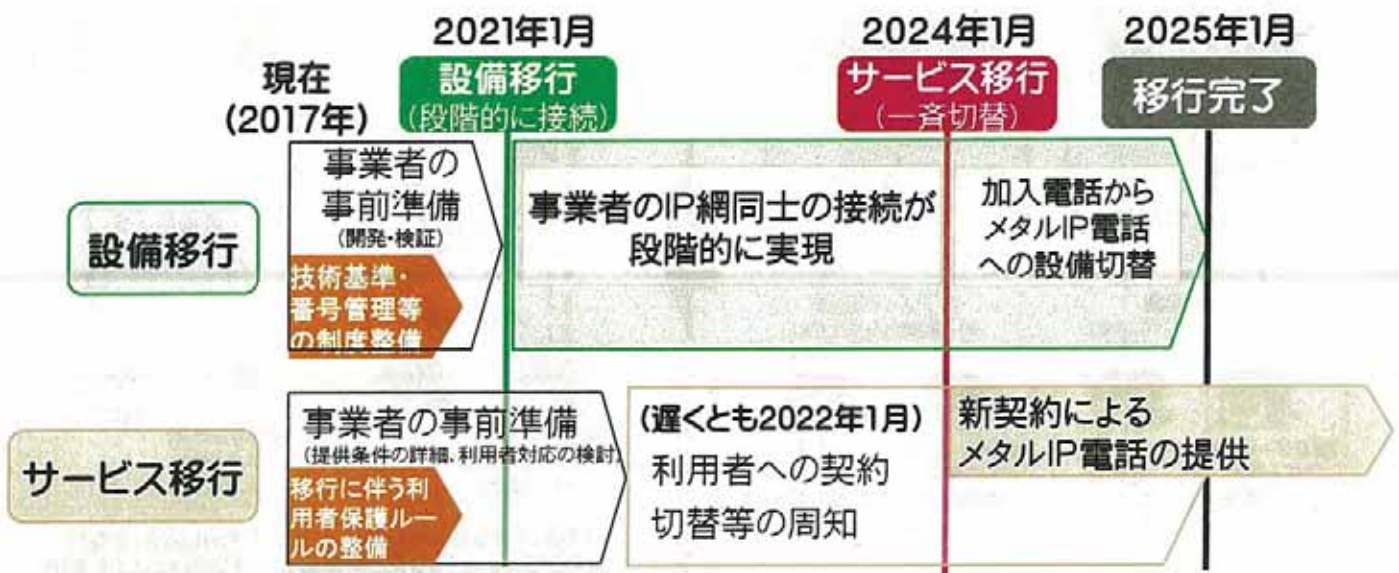 2021年1月
2024年1月
2025年1月
現在
(2017年)
設備移行
(段階的に接続)
サービス移行
(一斉切替)
移行完了
設備移行
事業者の
事前準備
(開発・検証)
技術基準・
番号管理等
の制度整備
事業者のIP網同士の接続が
段階的に実現
加入電話から
メタルIP電話
への設備切替
サービス移行
事業者の事前準備
(提供条件の詳細、利用者対応の検討)
移行に伴う利
用者保護ルー
ルの整備
(遅くとも2022年1月)
利用者への契約
切替等の周知
新契約による
メタルIP電話の提供